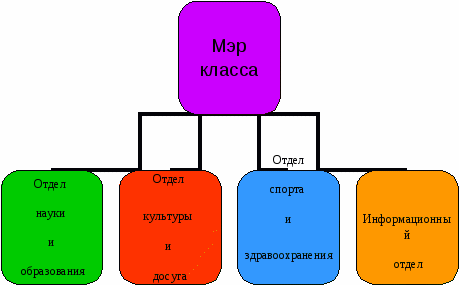 Мэр
класса
Отдел
науки
и
образования
Отдел
культуры
и
досуга
Отдел
спорта
и
здравоохранения
Информационны
й
отдел